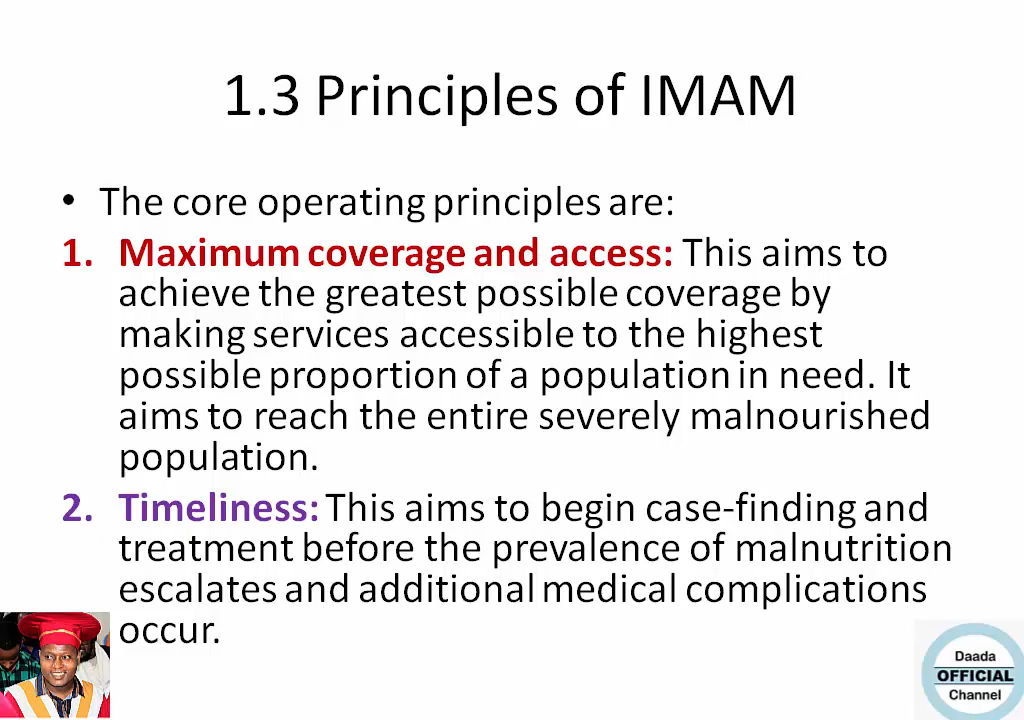 1.3 Principles of IMAM
• The core operating principles are:
1. Maximum coverage and access: This aims to
achieve the greatest possible coverage by
making services accessible to the highest
possible proportion of a population in need. It
aims to reach the entire severely malnourished
population.
2. Timeliness: This aims to begin case-finding and
treatment before the prevalence of malnutrition
escalates and additional medical complications
occur.
Daada
OFFICIAL
Channel